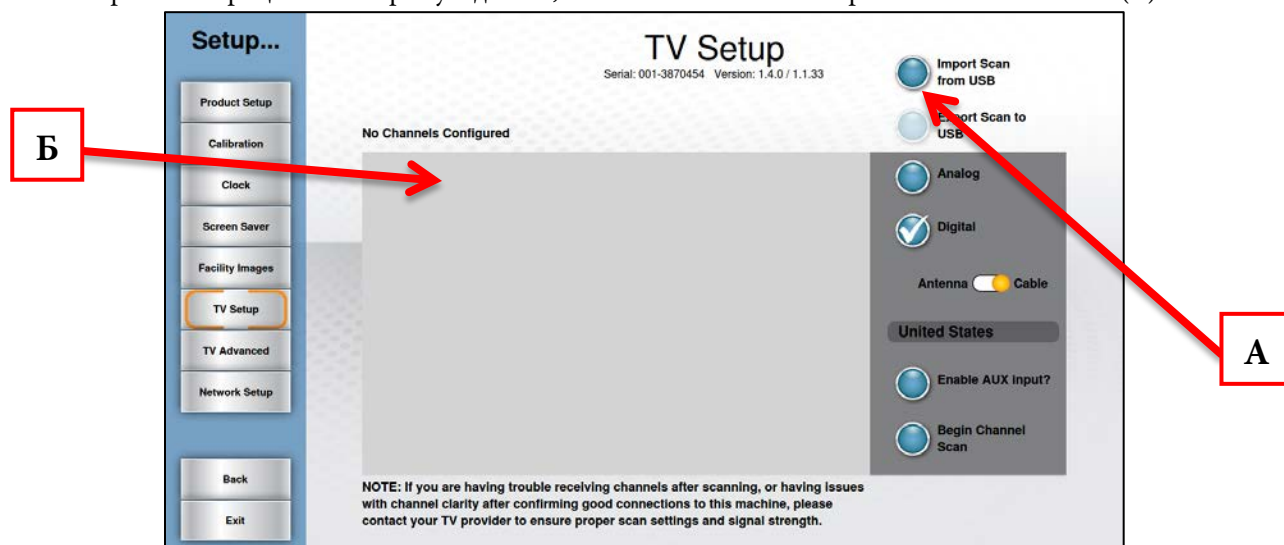 Setup...
Product Setup
Calibration
Clock
Screen Saver
Facility Images
TV Setup
TV Advanced
Network Setup
Back
Exit
TV Setup
Serial: 001-3870454 Version: 1.4.0 / 1.1.33
No Channels Configured
NOTE: If you are having trouble receiving channels after scanning, or having issues
with channel clarity after confirming good connections to this machine, please
contact your TV provider to ensure proper scan settings and signal strength.
Import Scan
from USB
Export Scan to
USB
Analog
Digital
Antenna Cable
United States
Enable AUX input?
Begin Channel
Scan
Б
А